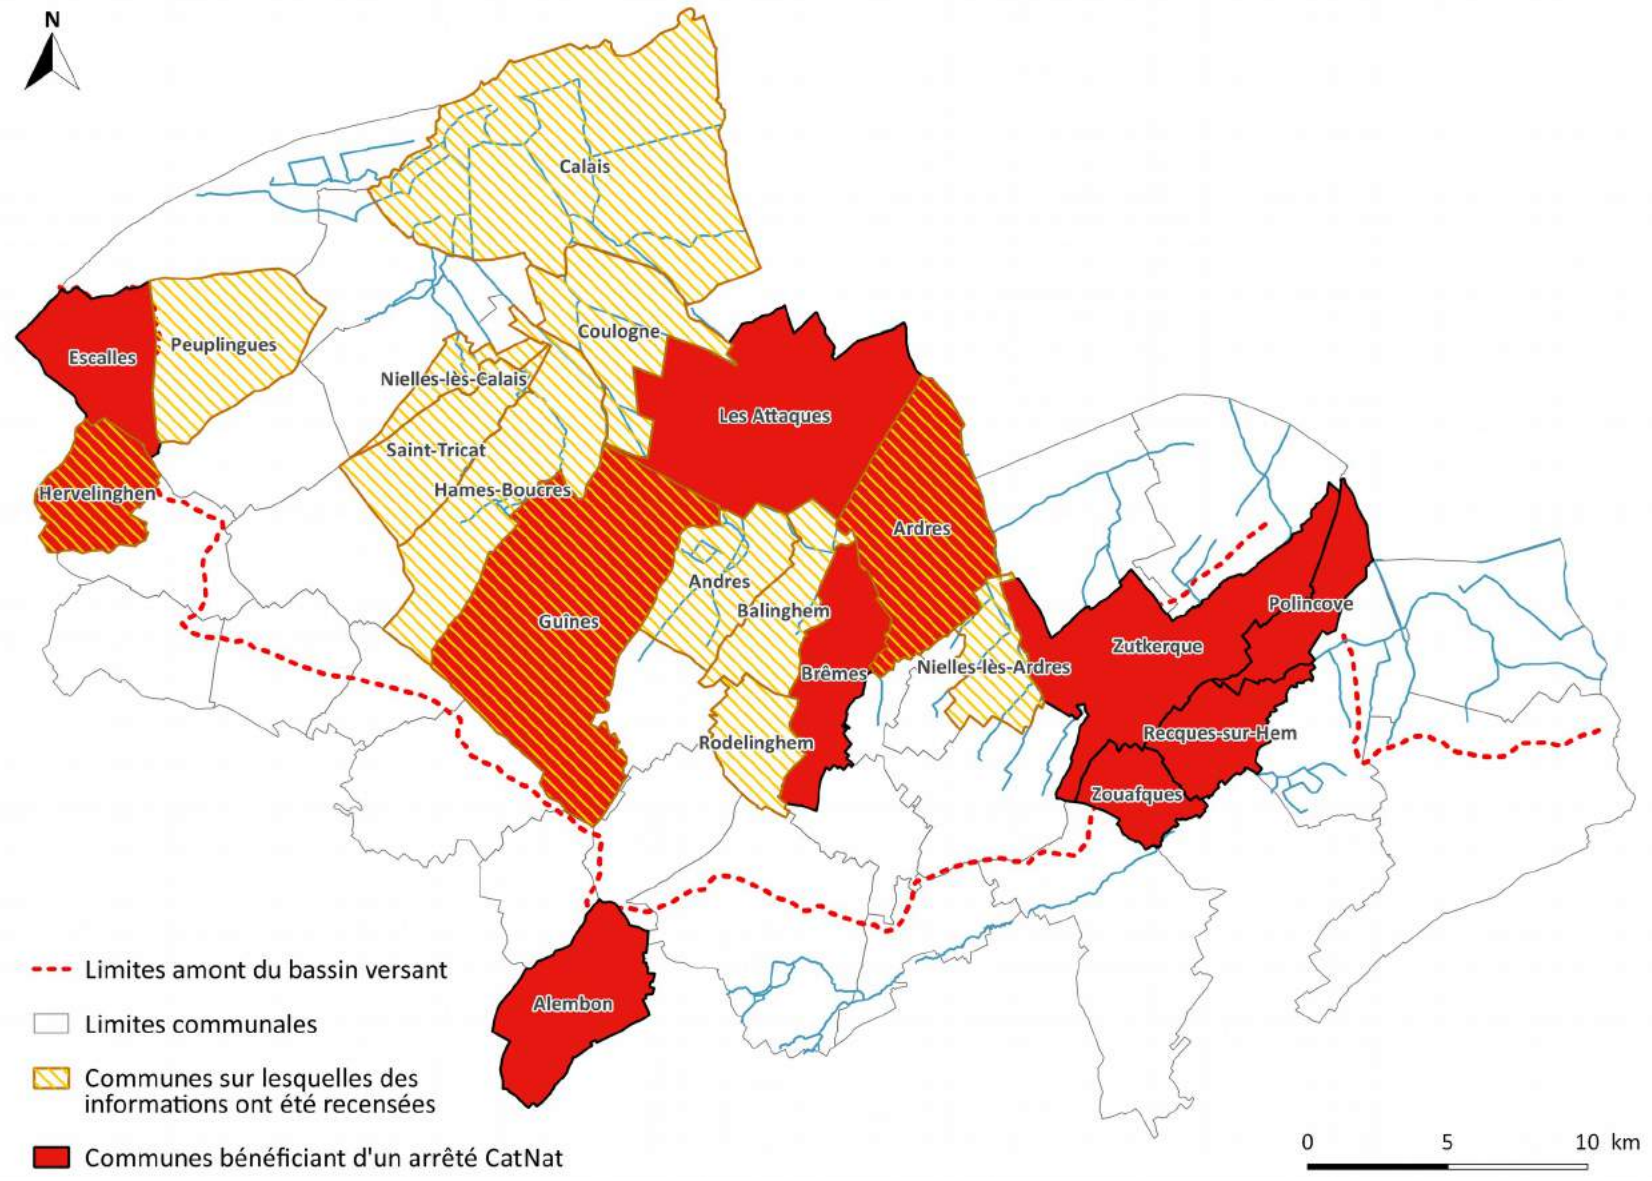 N
Calais
Coulogne
Peuplingues
Escalles
Nielles-lès-Calais
Les Attaques
Saint-Tricat
Hames-Boucres
Hervelinghen
Ardres
Andres
Balinghem
Guînes
Polincove
Zutkerque
Nielles-lès-Ardres
Brêmes
Recques-sur-Hem
Rodelinghem
Zouafques
Alembon
Limites amont du bassin versant
Limites communales
Communes sur lesquelles des
informations ont été recensées
Communes bénéficiant d'un arrêté CatNat
0 5 10 km